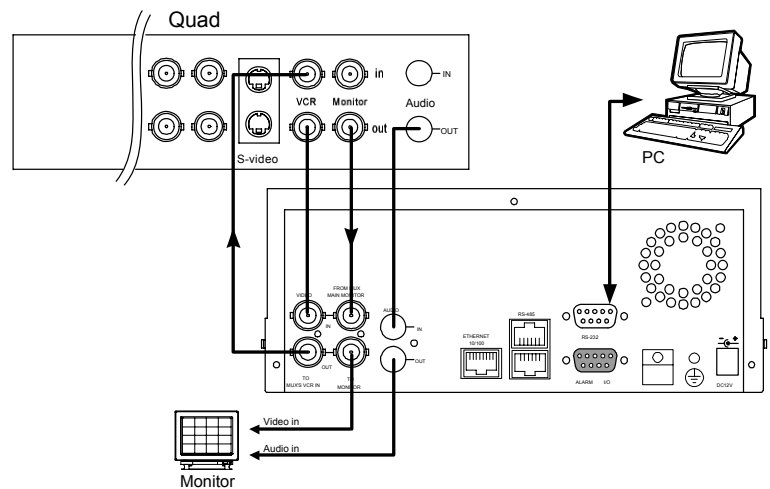 Quad
in
IN
VCR
Monitor
Audio
out
OUT
S-video
PC
VIDEO
FROM MUX
MAIN MONITOR
AUDIO
IN
IN
OUT
OUT
TO
MUX'S VCR IN
TO
MONITOR
ETHERNET
10/100
RS-485
RS-232
ALARM I/O
DC12V
Video in
Audio in
Monitor